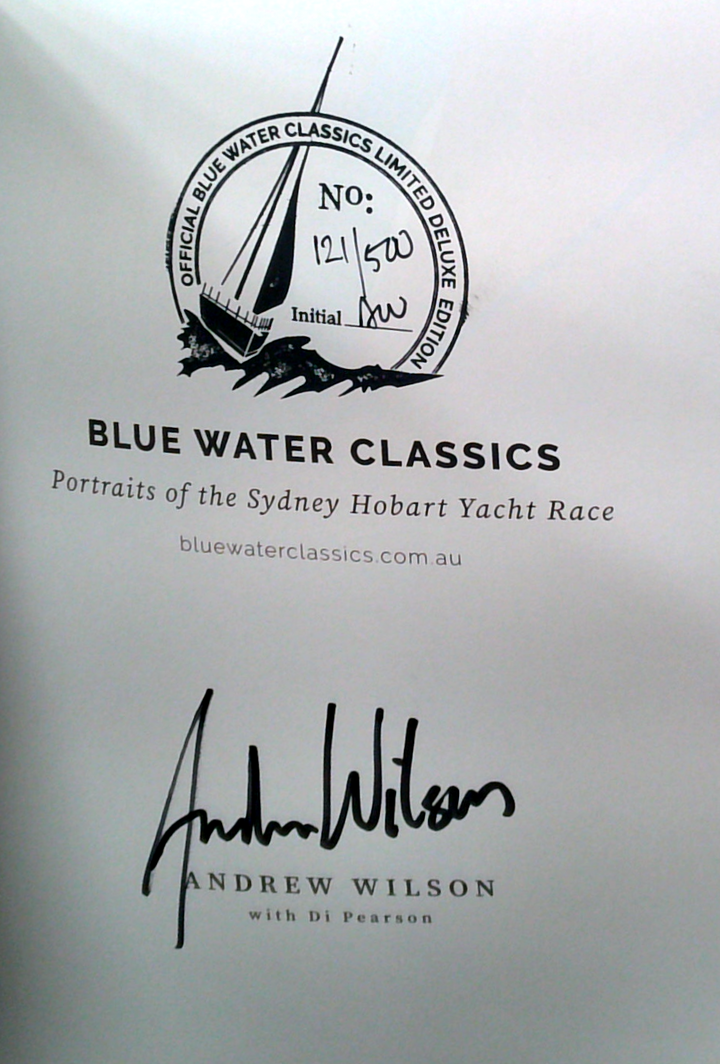 OFFICIAL BLUE WATER CLASSICS LIMITED DELUXE EDITION
NO:
121/500
Initial AW
BLUE WATER CLASSICS
Portraits of the Sydney Hobart Yacht Race
bluewaterclassics.com.au
Andrew Wilson
ANDREW WILSON
with Di Pearson